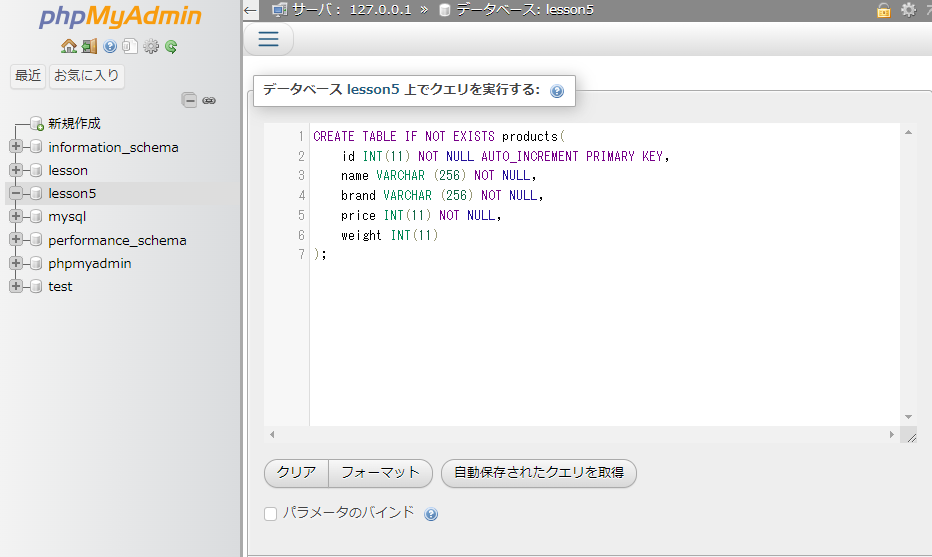 phpMyAdmin
最近 お気に入り
新規作成
information_schema
lesson
lesson5
mysql
performance_schema
phpmyadmin
test
サーバ: 127.0.0.1 » データベース: lesson5
データベース lesson5 上でクエリを実行する:
1 CREATE TABLE IF NOT EXISTS products(
2 id INT(11) NOT NULL AUTO_INCREMENT PRIMARY KEY,
3 name VARCHAR (256) NOT NULL,
4 brand VARCHAR (256) NOT NULL,
5 price INT(11) NOT NULL,
6 weight INT(11)
7 );
クリア フォーマット 自動保存されたクエリを取得
パラメータのバインド